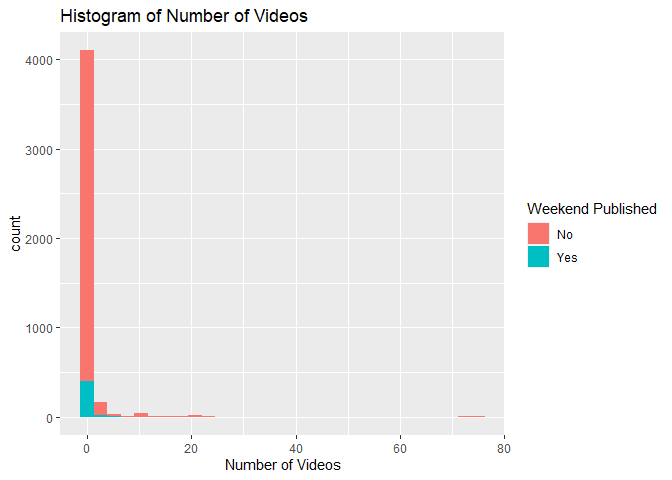 Histogram of Number of Videos
4000
3000
2000
1000
0
count
0 20 40 60 80
Number of Videos
Weekend Published
No
Yes